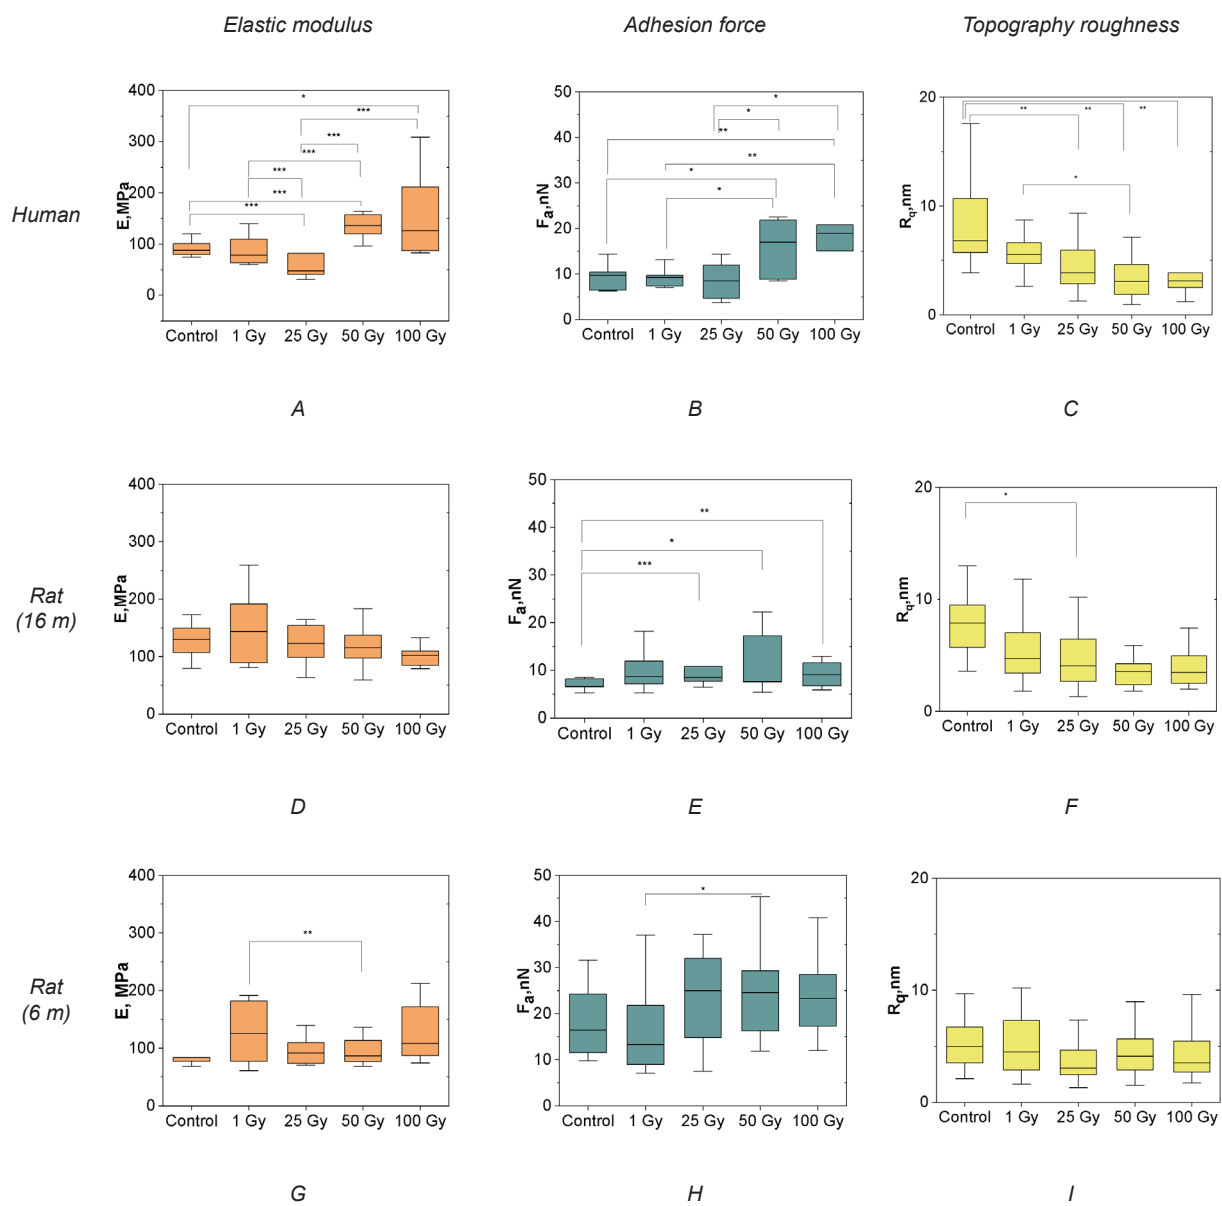 Elastic modulus
Adhesion force
Topography roughness
Human
E,MPa
400
300
200
100
0
*
***
***
***
***
***
***
Control 1 Gy 25 Gy 50 Gy 100 Gy
A
Fa,nN
50
40
30
20
10
0
*
*
**
**
*
*
Control 1 Gy 25 Gy 50 Gy 100 Gy
B
Rq,nm
20
10
0
** ** **
*
Control 1 Gy 25 Gy 50 Gy 100 Gy
C
Rat
(16 m)
E,MPa
400
300
200
100
0
Control 1 Gy 25 Gy 50 Gy 100 Gy
D
Fa,nN
50
40
30
20
10
0
**
*
***
Control 1 Gy 25 Gy 50 Gy 100 Gy
E
Rq,nm
20
10
0
*
Control 1 Gy 25 Gy 50 Gy 100 Gy
F
Rat
(6 m)
E, MPa
400
300
200
100
0
**
Control 1 Gy 25 Gy 50 Gy 100 Gy
G
Fa,nN
50
40
30
20
10
0
*
Control 1 Gy 25 Gy 50 Gy 100 Gy
H
Rq,nm
20
10
0
Control 1 Gy 25 Gy 50 Gy 100 Gy
I